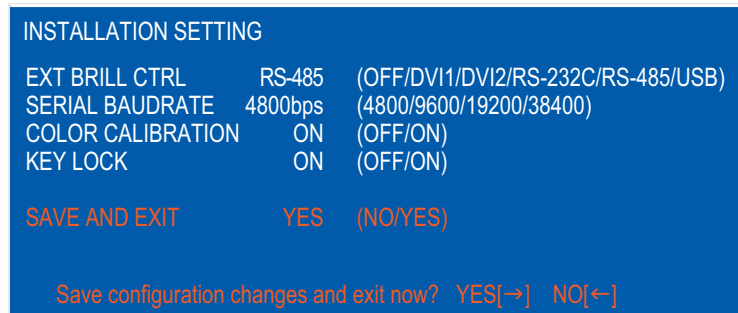 INSTALLATION SETTING
EXT BRILL CTRL RS-485 (OFF/DVI1/DVI2/RS-232C/RS-485/USB)
SERIAL BAUDRATE 4800bps (4800/9600/19200/38400)
COLOR CALIBRATION ON (OFF/ON)
KEY LOCK ON (OFF/ON)
SAVE AND EXIT YES (NO/YES)
Save configuration changes and exit now? YES[→] NO[←]